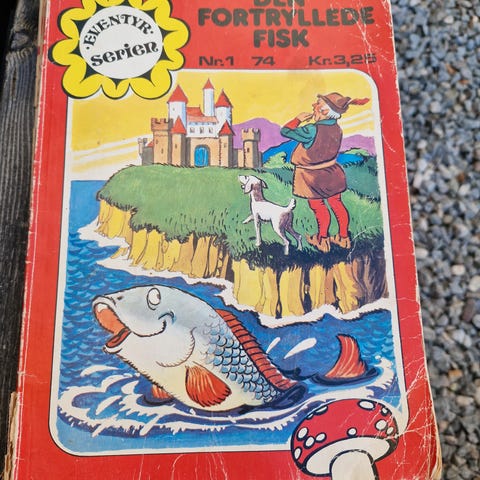 EVENTYR
Serien
DEN
FORTRYLLEDE
FISK
Nr.1 74 Kr.3,25